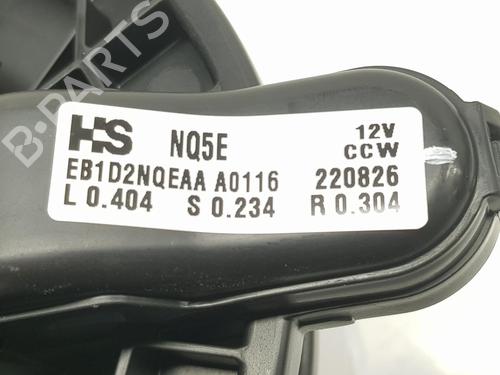 B-PARTS
HS NQ5E 12V
CCW
EB1D2NQEAA A0116 220826
L 0.404 S 0.234 R 0.304